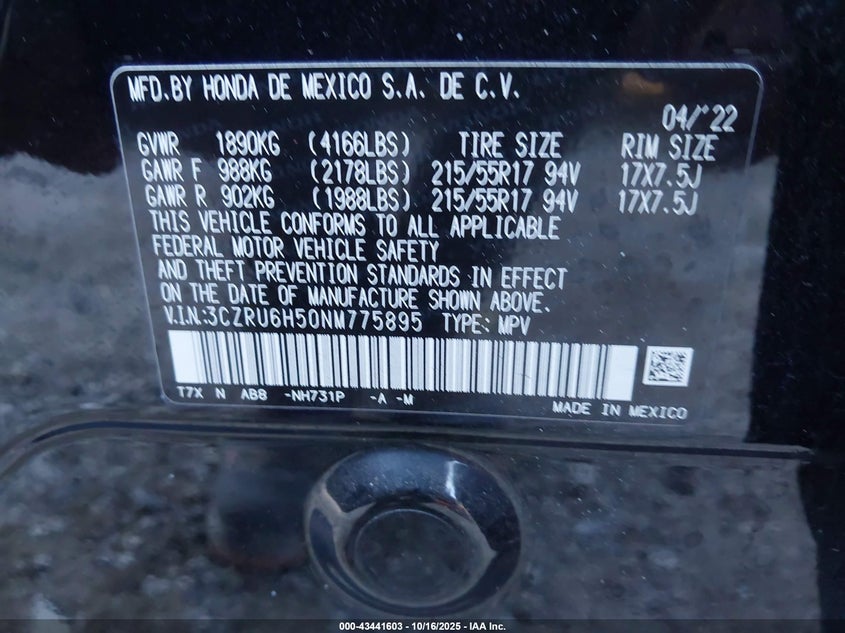 MFD.BY HONDA DE MEXICO S.A. DE C.V.
04/'22
GVWR 1890KG (4166LBS) TIRE SIZE RIM SIZE
GAWR F 988KG (2178LBS) 215/55R17 94V 17X7.5J
GAWR R 902KG (1988LBS) 215/55R17 94V 17X7.5J
THIS VEHICLE CONFORMS TO ALL APPLICABLE
FEDERAL MOTOR VEHICLE SAFETY
AND THEFT PREVENTION STANDARDS IN EFFECT
ON THE DATE OF MANUFACTURE SHOWN ABOVE.
V.I.N.:3CZRU6H50NM775895 TYPE: MPV
T7X N AB8 -NH731P -A -M
MADE IN MEXICO
000-43441603 - 10/16/2025 - IAA Inc.